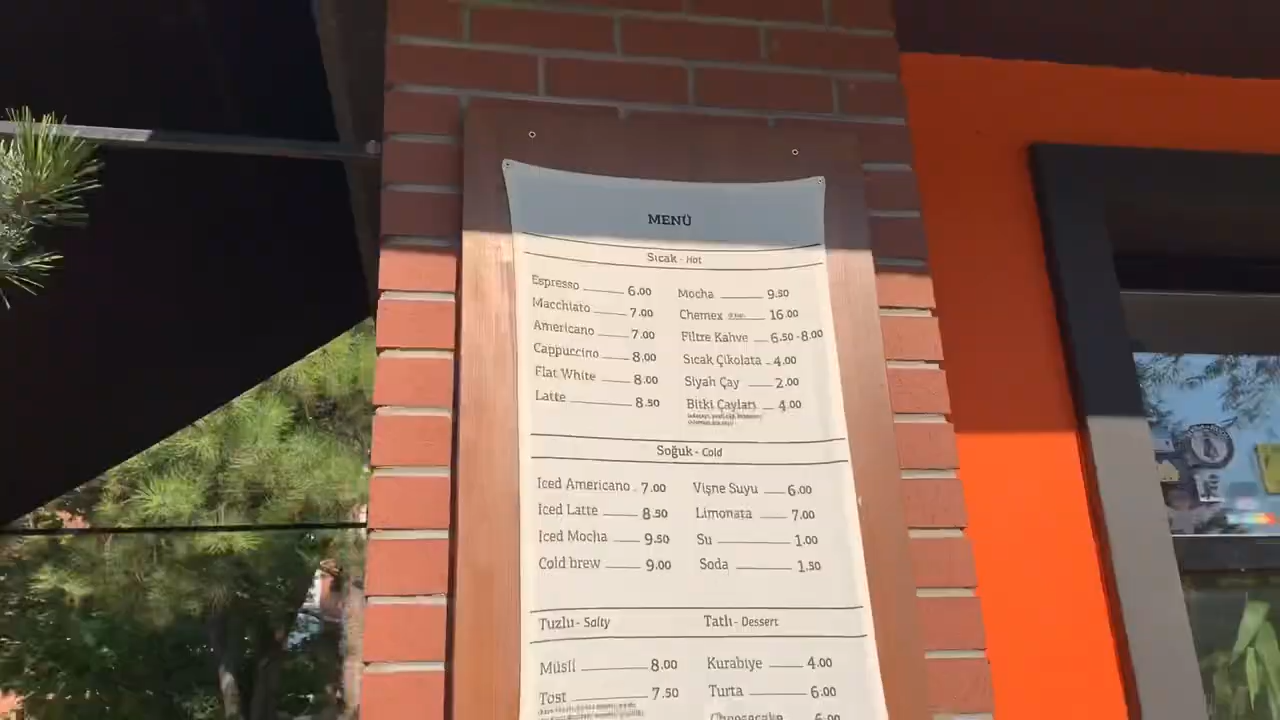 MENÜ
Sıcak - Hot
Espresso 6.00
Macchiato 7.00
Americano 7.00
Cappuccino 8.00
Flat White 8.00
Latte 8.50
Mocha 9.50
Chemex 16.00
Filtre Kahve 6.50 - 8.00
Sıcak Çikolata 4.00
Siyah Çay 2.00
Bitki Çayları 4.00
Soğuk - Cold
Iced Americano 7.00
Iced Latte 8.50
Iced Mocha 9.50
Cold brew 9.00
Vişne Suyu 6.00
Limonata 7.00
Su 1.00
Soda 1.50
Tuzlu - Salty
Müsli 8.00
Tost 7.50
Tatlı - Dessert
Kurabiye 4.00
Turta 6.00
Cheesecake 6.00